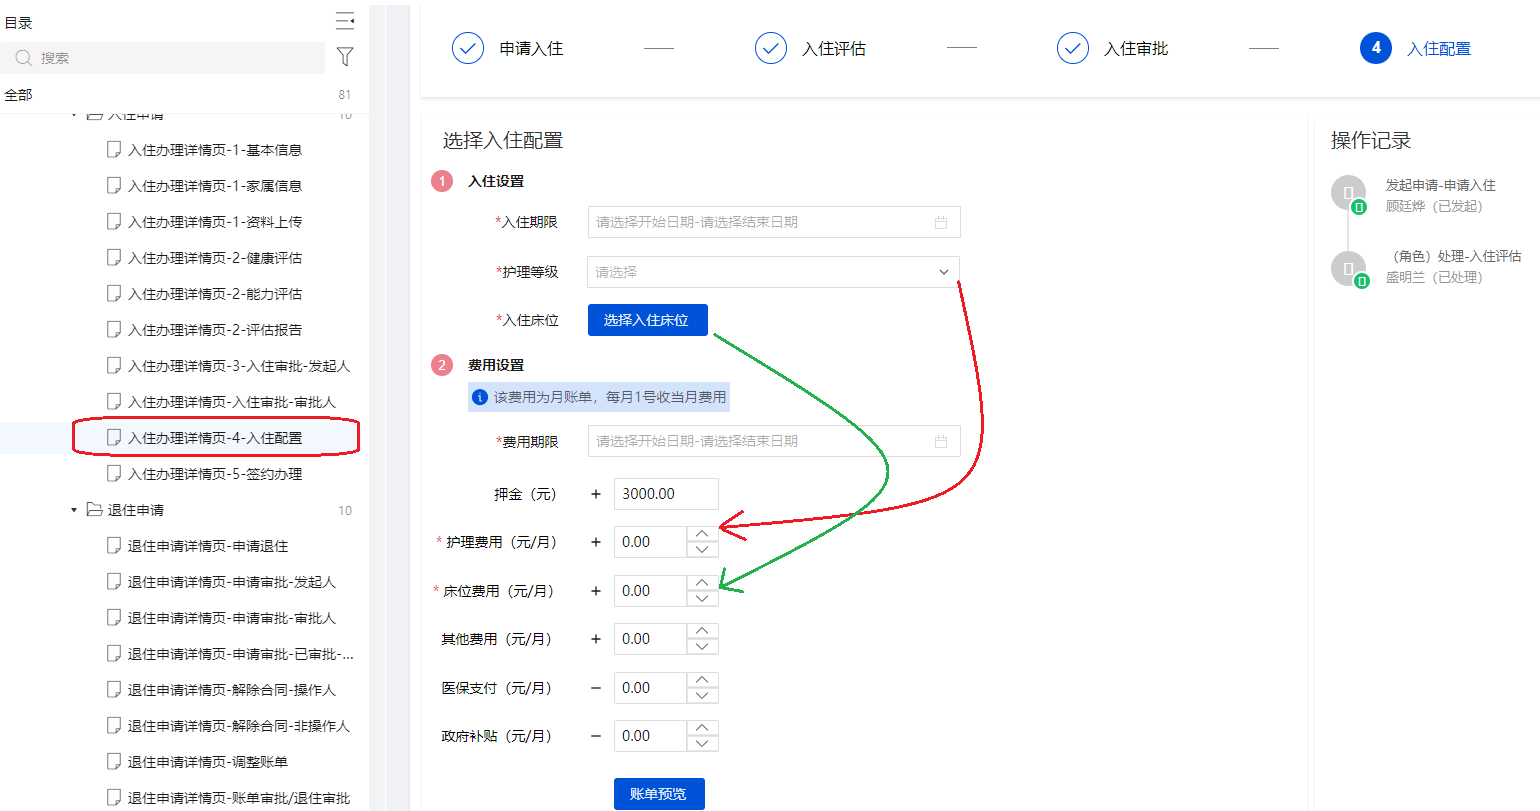 目录
搜索
全部 81
入住申请 10
入住办理详情页-1-基本信息
入住办理详情页-1-家属信息
入住办理详情页-1-资料上传
入住办理详情页-2-健康评估
入住办理详情页-2-能力评估
入住办理详情页-2-评估报告
入住办理详情页-3-入住审批-发起人
入住办理详情页-入住审批-审批人
入住办理详情页-4-入住配置
入住办理详情页-5-签约办理
退住申请 10
退住申请详情页-申请退住
退住申请详情页-申请审批-发起人
退住申请详情页-申请审批-审批人
退住申请详情页-申请审批-已审批-...
退住申请详情页-解除合同-操作人
退住申请详情页-解除合同-非操作人
退住申请详情页-调整账单
退住申请详情页-账单审批/退住审批
申请入住
入住评估
入住审批
4 入住配置
选择入住配置
1 入住设置
*入住期限 请选择开始日期-请选择结束日期
*护理等级 请选择
*入住床位 选择入住床位
2 费用设置
该费用为月账单，每月1号收当月费用
*费用期限 请选择开始日期-请选择结束日期
押金（元） + 3000.00
* 护理费用（元/月） + 0.00
* 床位费用（元/月） + 0.00
其他费用（元/月） + 0.00
医保支付（元/月） − 0.00
政府补贴（元/月） − 0.00
账单预览
操作记录
发起申请-申请入住
顾廷烨（已发起）
（角色）处理-入住评估
盛明兰（已处理）